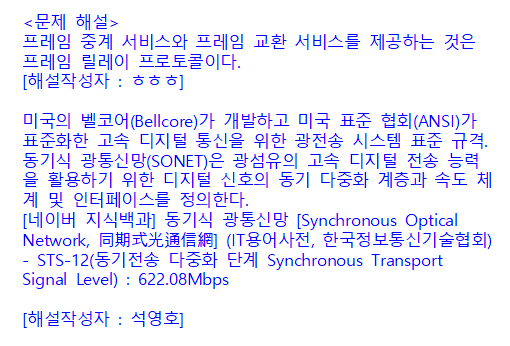 <문제 해설>
프레임 중계 서비스와 프레임 교환 서비스를 제공하는 것은
프레임 릴레이 프로토콜이다.
[해설작성자 : ㅎㅎㅎ]
미국의 벨코어(Bellcore)가 개발하고 미국 표준 협회(ANSI)가
표준화한 고속 디지털 통신을 위한 광전송 시스템 표준 규격.
동기식 광통신망(SONET)은 광섬유의 고속 디지털 전송 능력
을 활용하기 위한 디지털 신호의 동기 다중화 계층과 속도 체
계 및 인터페이스를 정의한다.
[네이버 지식백과] 동기식 광통신망 [Synchronous Optical
Network, 同期式光通信網] (IT용어사전, 한국정보통신기술협회)
- STS-12(동기전송 다중화 단계 Synchronous Transport
Signal Level) : 622.08Mbps
[해설작성자 : 석영호]